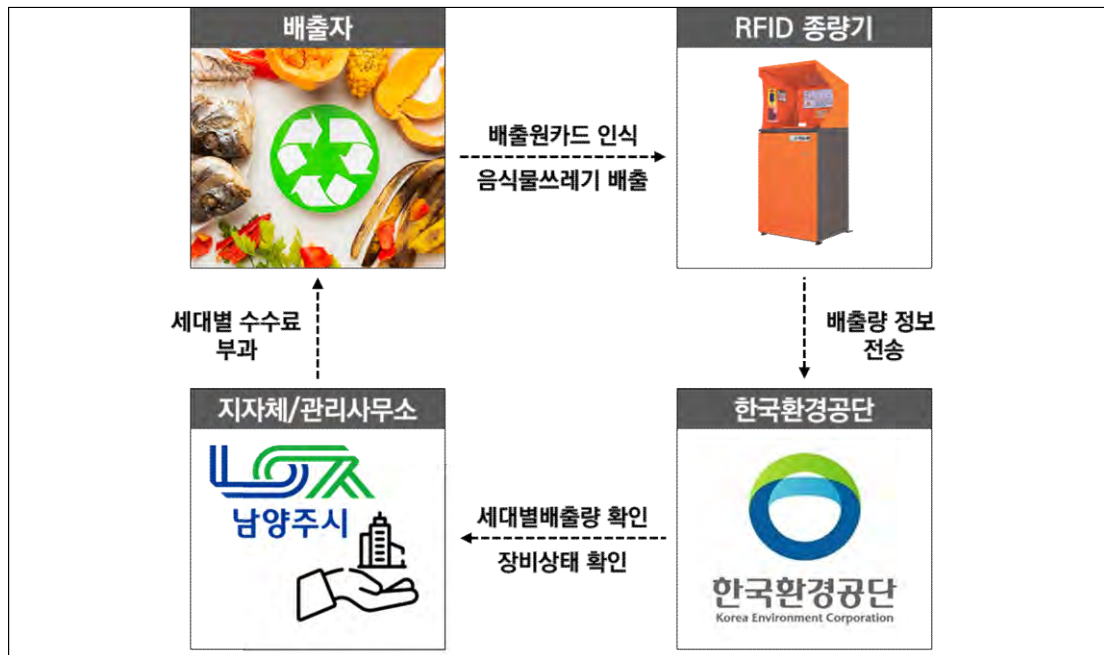 배출자
RFID 종량기
배출원카드 인식
음식물쓰레기 배출
세대별 수수료
부과
배출량 정보
전송
지자체/관리사무소
한국환경공단
남양주시
세대별배출량 확인
장비상태 확인
한국환경공단
Korea Environment Corporation